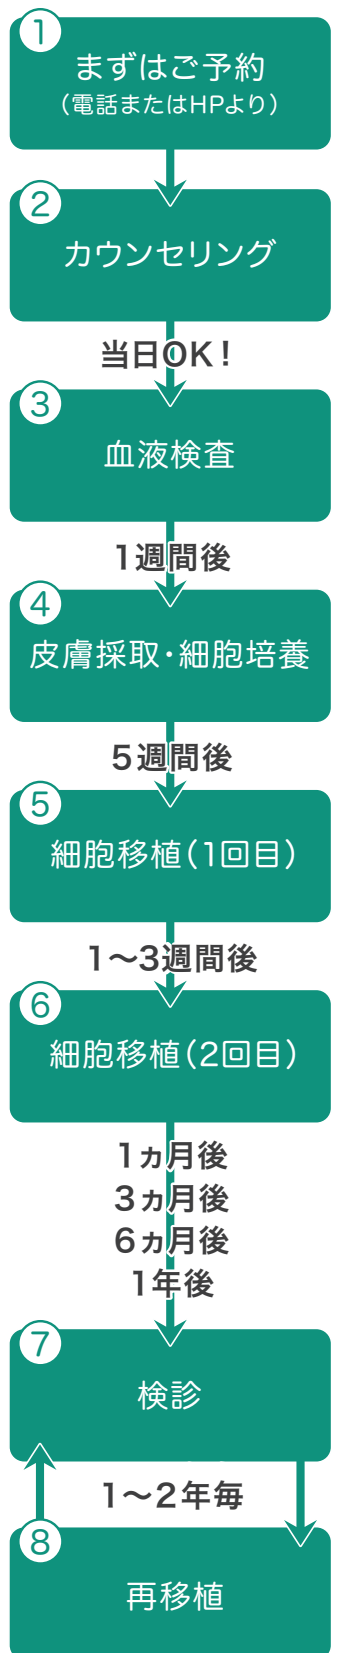 ①
まずはご予約
（電話またはHPより）
②
カウンセリング
当日OK！
③
血液検査
1週間後
④
皮膚採取・細胞培養
5週間後
⑤
細胞移植（1回目）
1〜3週間後
⑥
細胞移植（2回目）
1ヵ月後
3ヵ月後
6ヵ月後
1年後
⑦
検診
1〜2年毎
⑧
再移植